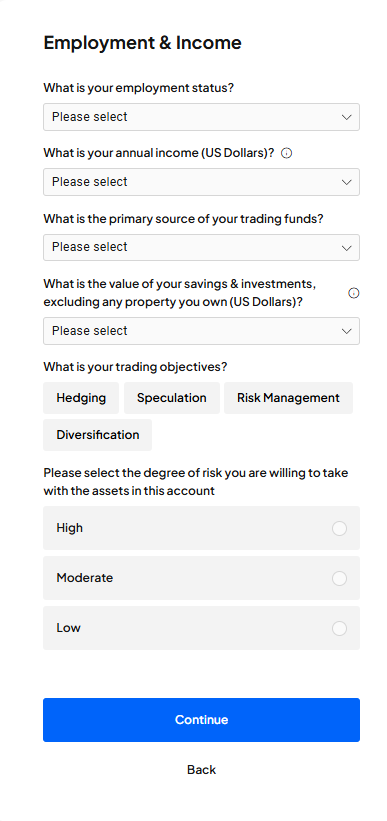 Employment & Income
What is your employment status?
Please select
What is your annual income (US Dollars)?
Please select
What is the primary source of your trading funds?
Please select
What is the value of your savings & investments,
excluding any property you own (US Dollars)?
Please select
What is your trading objectives?
Hedging Speculation Risk Management
Diversification
Please select the degree of risk you are willing to take
with the assets in this account
High
Moderate
Low
Continue
Back